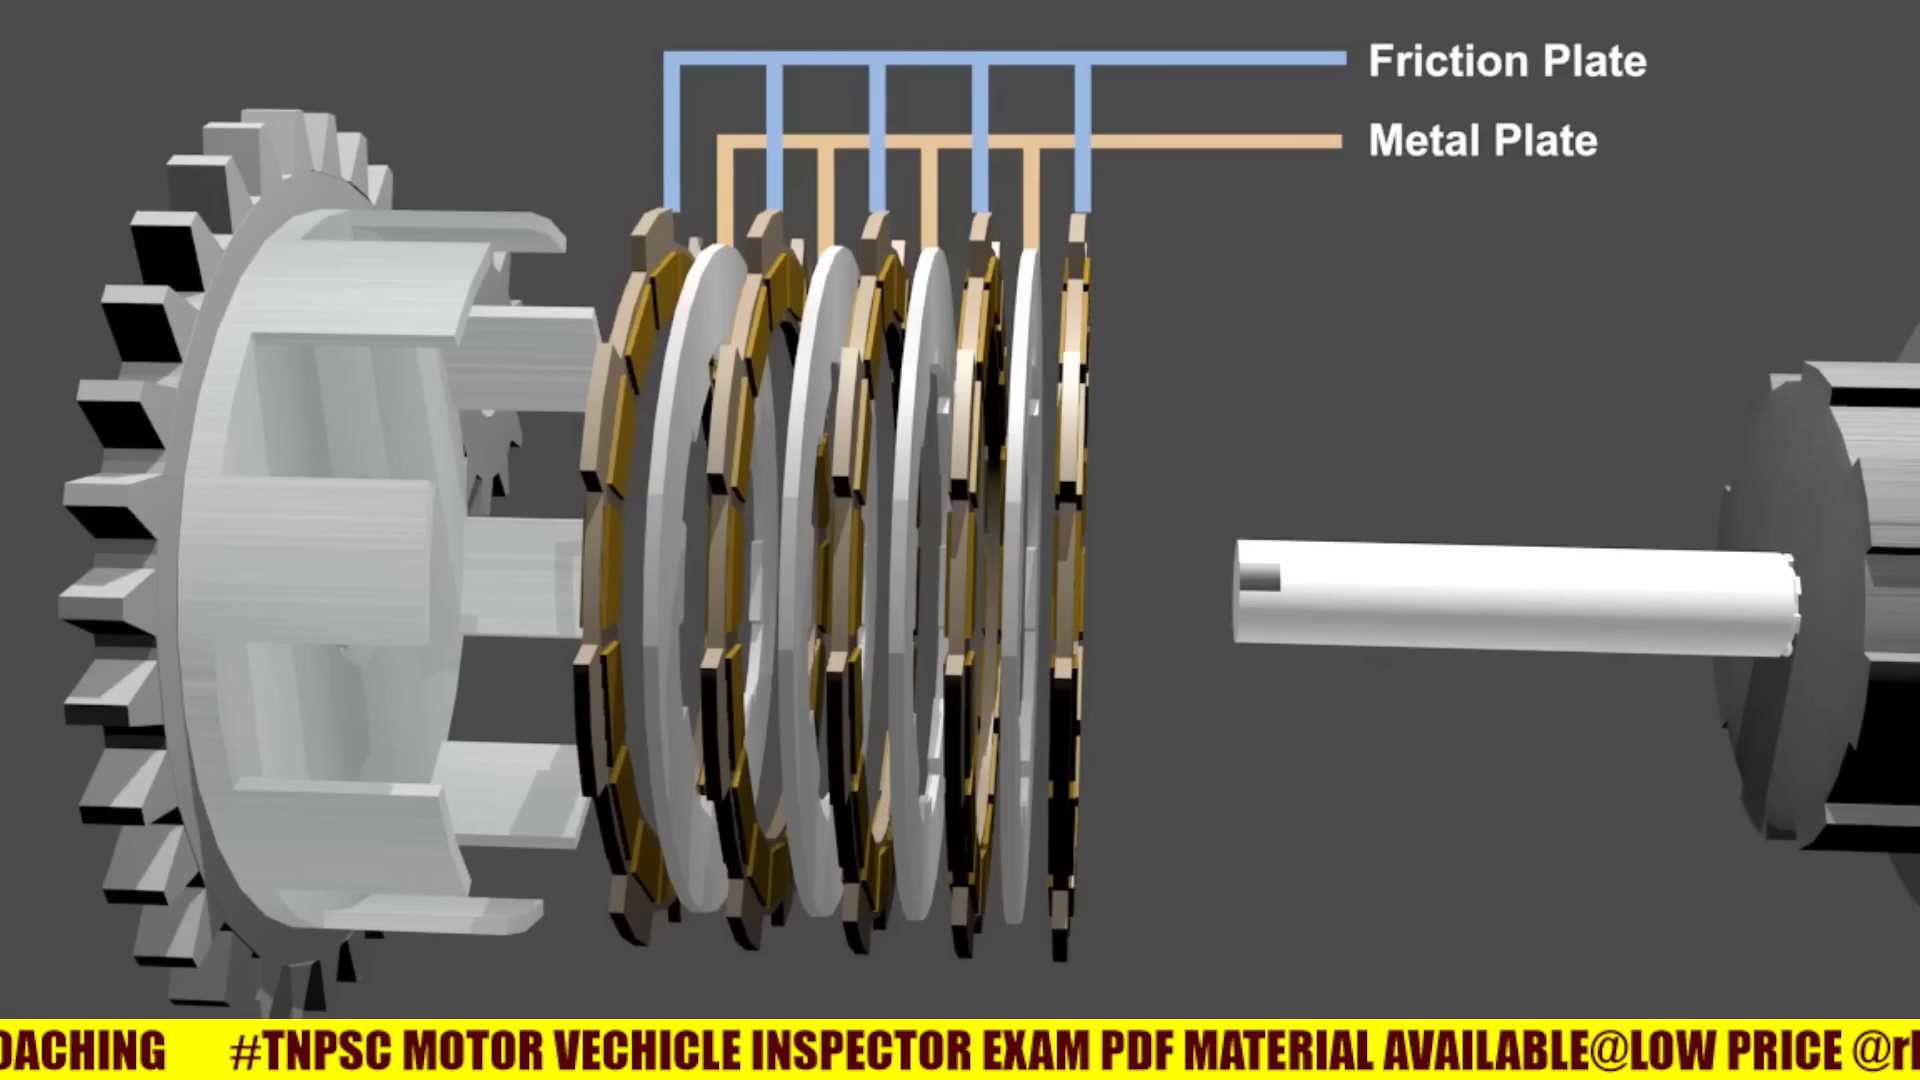 Friction Plate
Metal Plate
OACHING #TNPSC MOTOR VECHICLE INSPECTOR EXAM PDF MATERIAL AVAILABLE@LOW PRICE